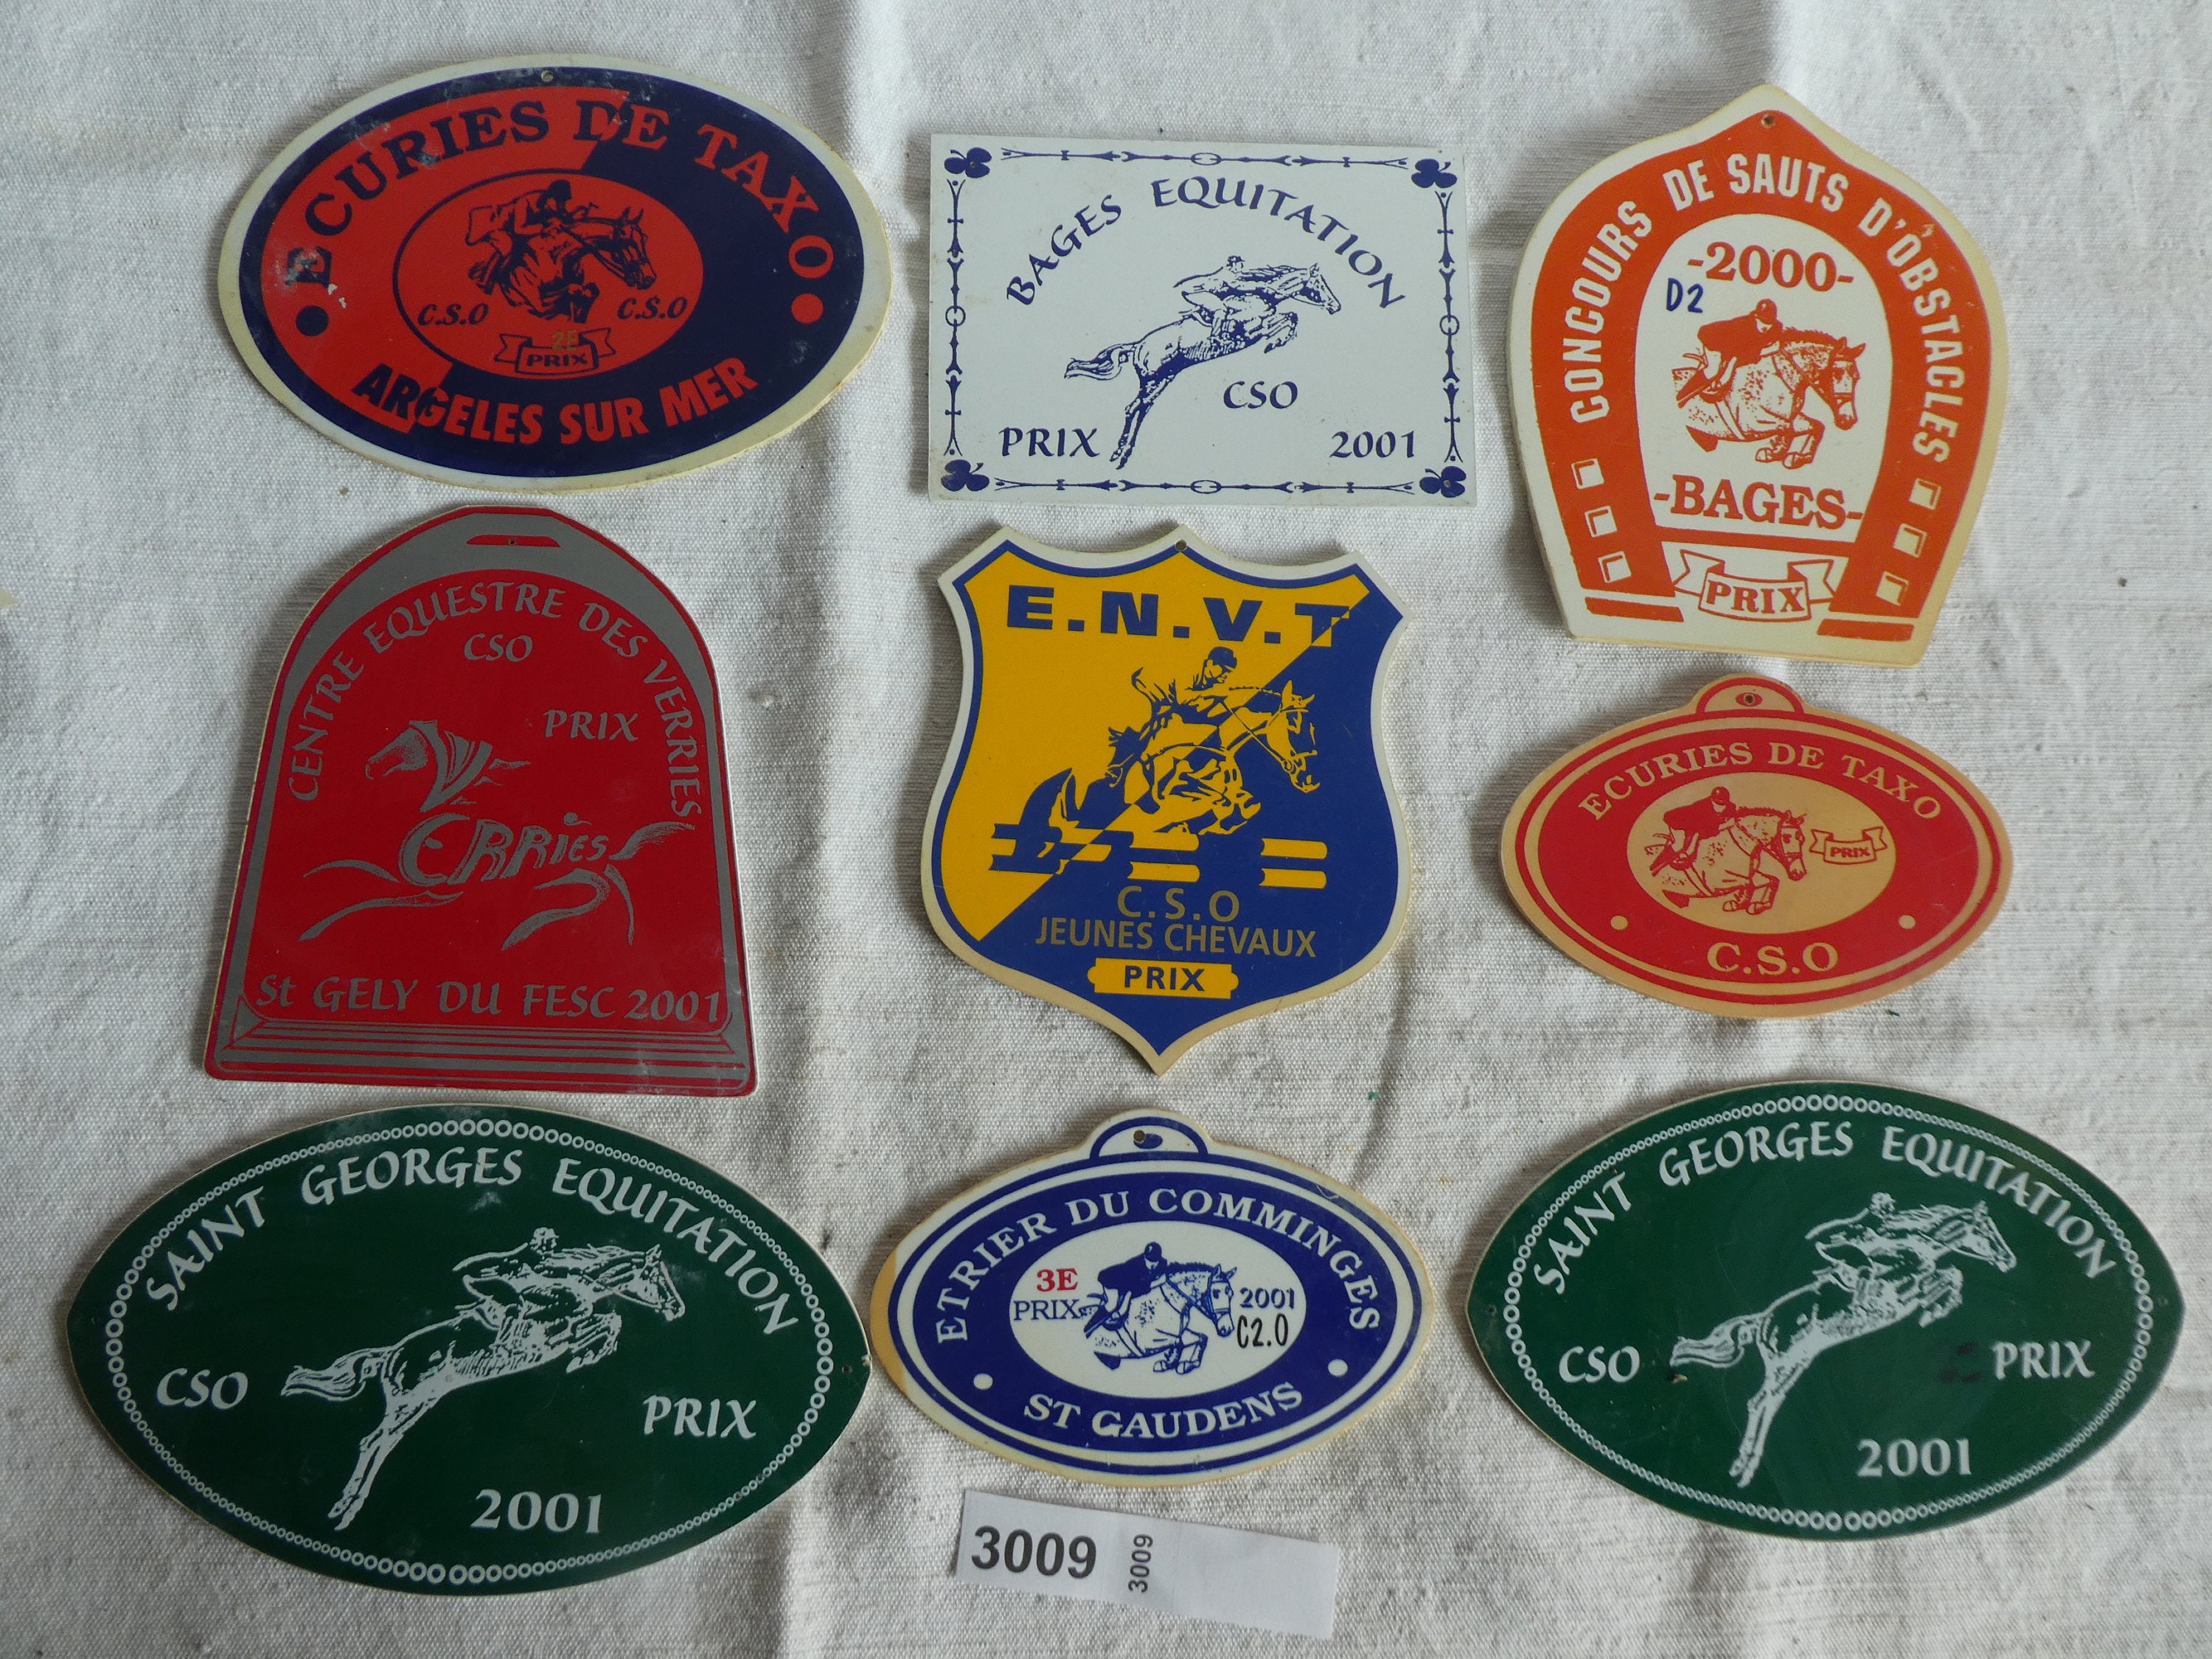 ECURIES DE TAXO
C.S.O C.S.O
2E
PRIX
ARGELES SUR MER
BAGES EQUITATION
CSO
PRIX 2001
CONCOURS DE SAUTS D'OBSTACLES
-2000-
D2
-BAGES-
PRIX
CENTRE EQUESTRE DES VERRIES
CSO
PRIX
VERRIES
St GELY DU FESC 2001
E.N.V.T
C.S.O
JEUNES CHEVAUX
PRIX
ECURIES DE TAXO
PRIX
C.S.O
SAINT GEORGES EQUITATION
CSO PRIX
2001
ETRIER DU COMMINGES
3E
PRIX 2001
C2.0
ST GAUDENS
SAINT GEORGES EQUITATION
CSO PRIX
2001
3009 3009